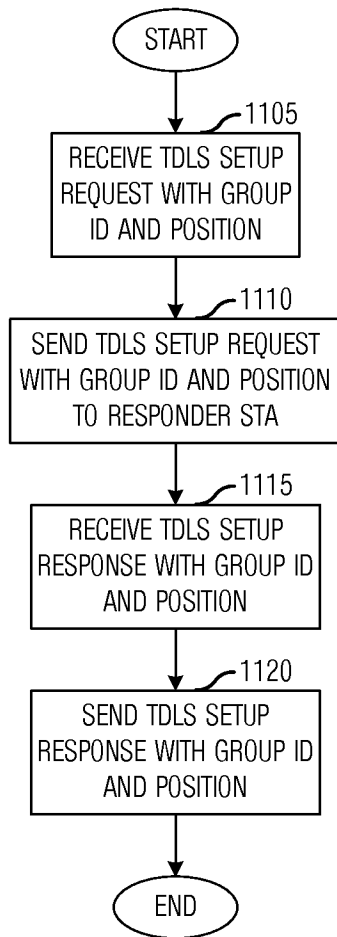 START
1105
RECEIVE TDLS SETUP
REQUEST WITH GROUP
ID AND POSITION
1110
SEND TDLS SETUP REQUEST
WITH GROUP ID AND POSITION
TO RESPONDER STA
1115
RECEIVE TDLS SETUP
RESPONSE WITH GROUP ID
AND POSITION
1120
SEND TDLS SETUP
RESPONSE WITH GROUP ID
AND POSITION
END